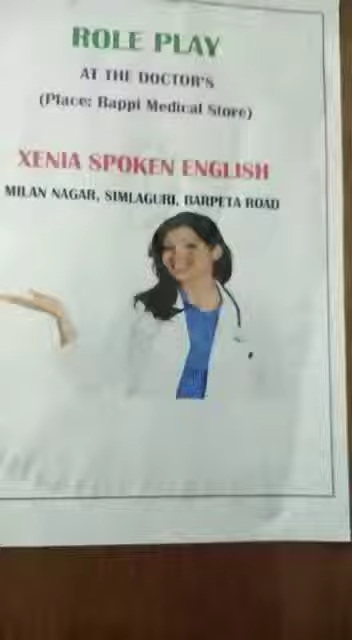 ROLE PLAY
AT THE DOCTOR'S
(Place: Bappi Medical Store)
XENIA SPOKEN ENGLISH
MILAN NAGAR, SIMLAGURI, BARPETA ROAD